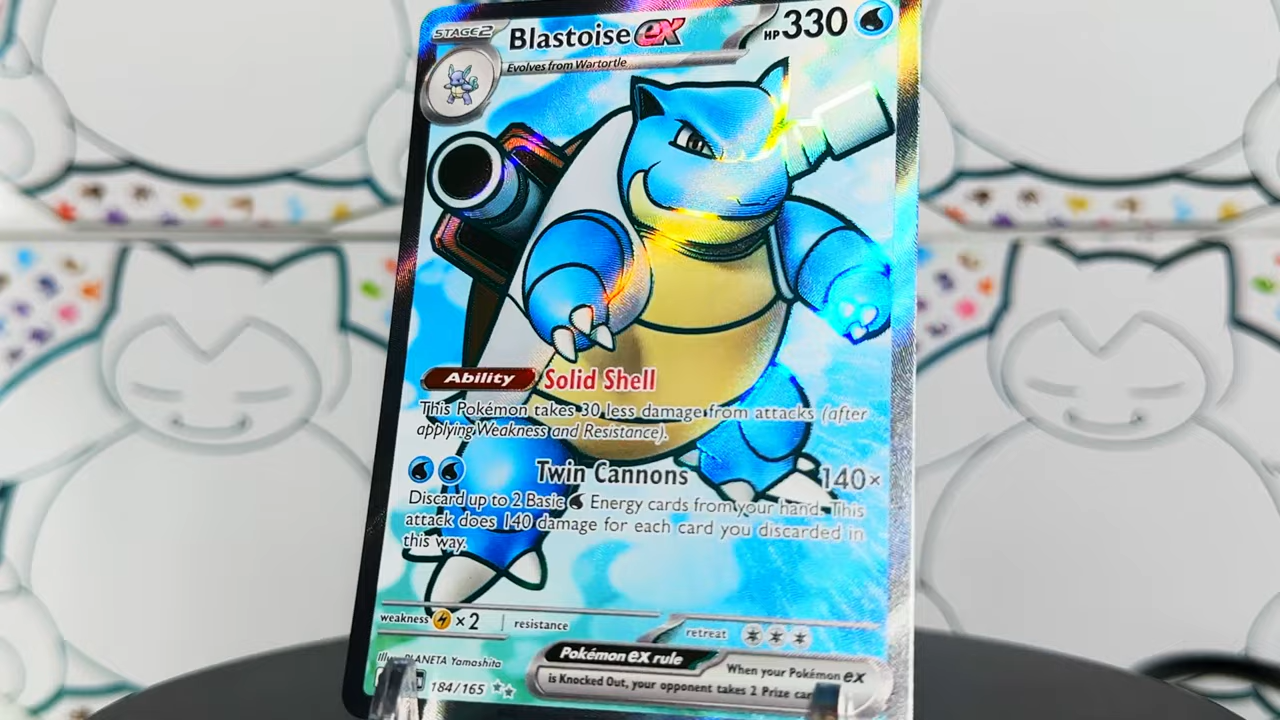 STAGE2 Blastoise ex HP 330
Evolves from Wartortle
Ability Solid Shell
This Pokémon takes 30 less damage from attacks (after
applying Weakness and Resistance).
Twin Cannons 140×
Discard up to 2 Basic Energy cards from your hand. This
attack does 140 damage for each card you discarded in
this way.
weakness ×2 resistance retreat
Illus. PLANETA Yamashita
Pokémon ex rule When your Pokémon ex
is Knocked Out, your opponent takes 2 Prize
184/165